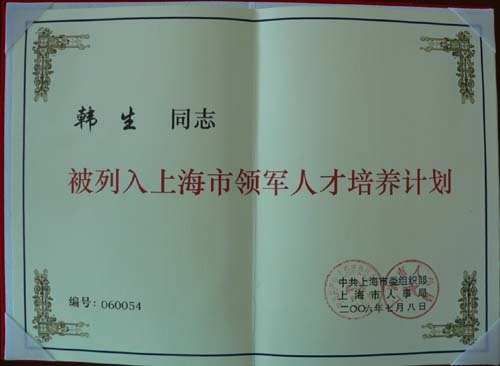 韩生 同志
被列入上海市领军人才培养计划
中共上海市委组织部
上海市人事局
二〇〇六年七月八日
编号：060054